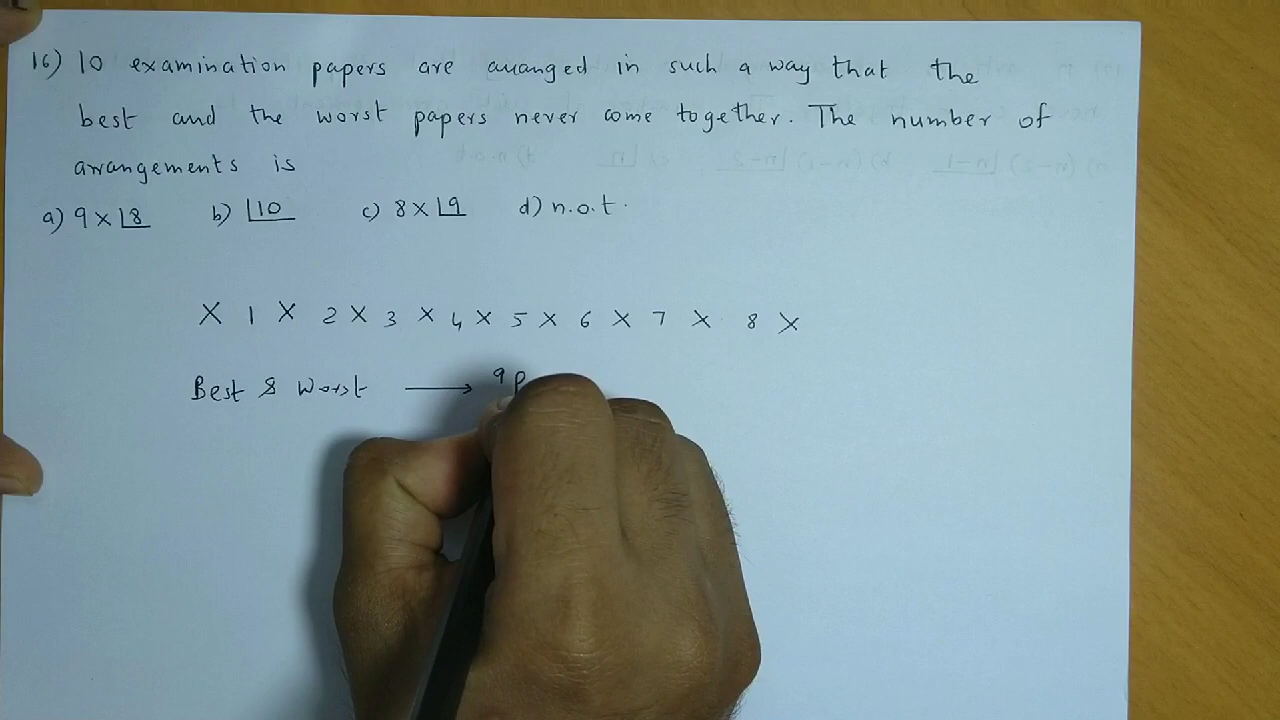 16) 10 examination papers are arranged in such a way that the
best and the worst papers never come together. The number of
arrangements is
a) 9 × |8 b) |10 c) 8 × |9 d) n.o.t.
X 1 X 2 X 3 X 4 X 5 X 6 X 7 X 8 X
Best & Worst → 9p